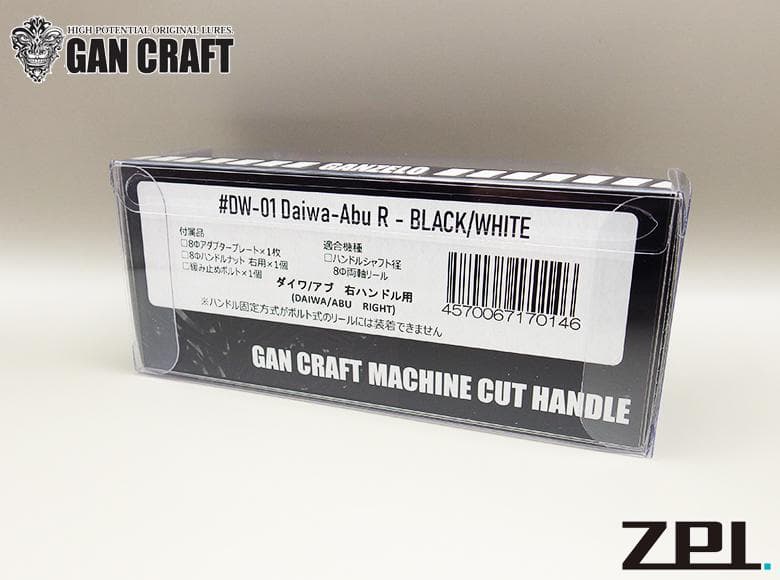 HIGH POTENTIAL ORIGINAL LURES.
GAN CRAFT
GANZELO
#DW-01 Daiwa-Abu R - BLACK/WHITE
付属品
□8Φアダプタープレート×1枚
□8Φハンドルナット 右用×1個
□緩み止めボルト×1個
適合機種
□ハンドルシャフト径
8Φ両軸リール
ダイワ/アブ 右ハンドル用
(DAIWA/ABU RIGHT)
※ハンドル固定方式がボルト式のリールには装着できません
4570067170146
GAN CRAFT MACHINE CUT HANDLE
ZPI.